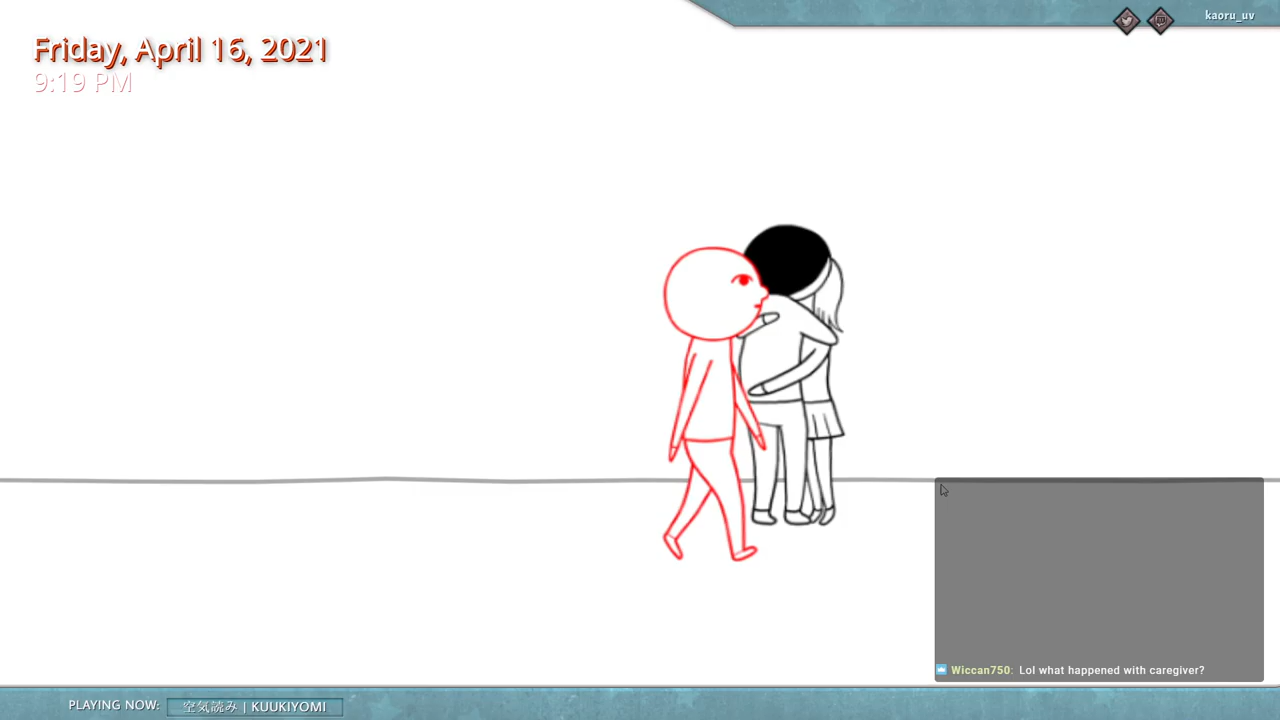 kaoru_uv
Friday, April 16, 2021
9:19 PM
Wiccan750: Lol what happened with caregiver?
PLAYING NOW: 空気読み | KUUKIYOMI